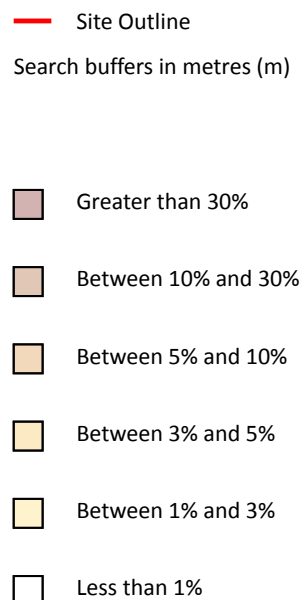 Site Outline
Search buffers in metres (m)
Greater than 30%
Between 10% and 30%
Between 5% and 10%
Between 3% and 5%
Between 1% and 3%
Less than 1%